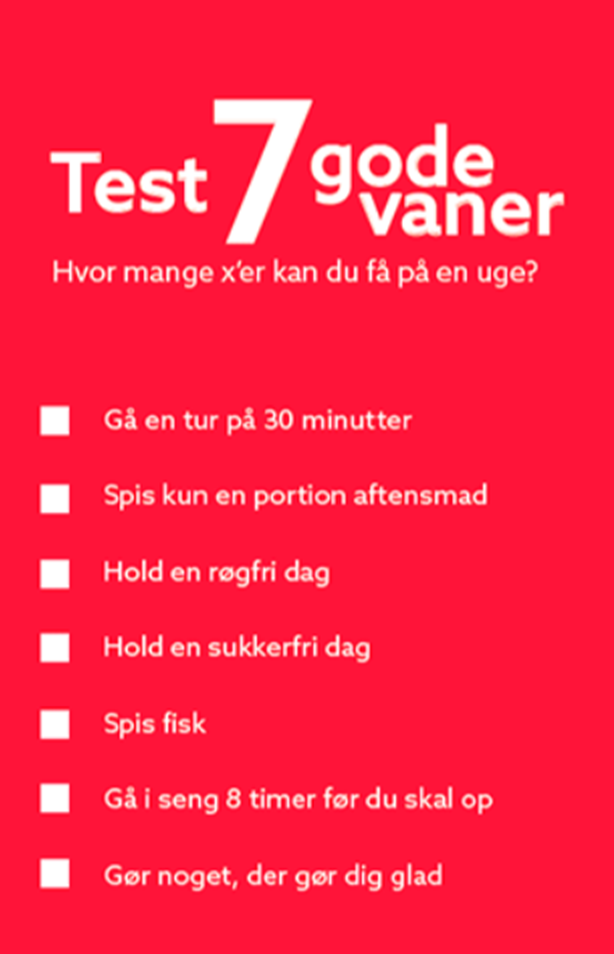 Test 7 gode
vaner
Hvor mange x'er kan du få på en uge?
Gå en tur på 30 minutter
Spis kun en portion aftensmad
Hold en røgfri dag
Hold en sukkerfri dag
Spis fisk
Gå i seng 8 timer før du skal op
Gør noget, der gør dig glad